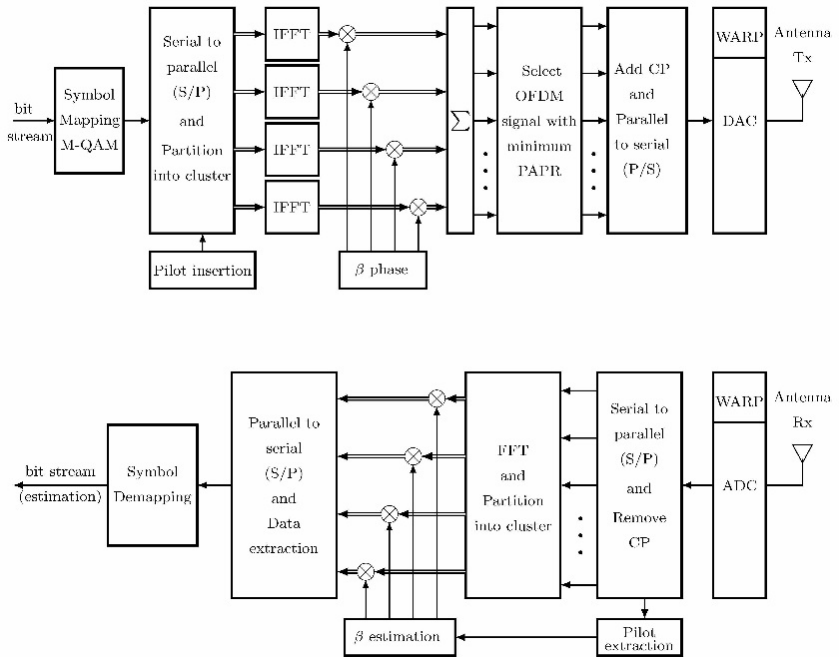 bit
stream
Symbol
Mapping
M-QAM
Serial to
parallel
(S/P)
and
Partition
into cluster
Pilot insertion
IFFT
IFFT
IFFT
IFFT
β phase
Σ
Select
OFDM
signal with
minimum
PAPR
Add CP
and
Parallel
to serial
(P/S)
WARP
DAC
Antenna
Tx
bit stream
(estimation)
Symbol
Demapping
Parallel to
serial
(S/P)
and
Data
extraction
β estimation
FFT
and
Partition
into cluster
Serial to
parallel
(S/P)
and
Remove
CP
Pilot
extraction
WARP
ADC
Antenna
Rx